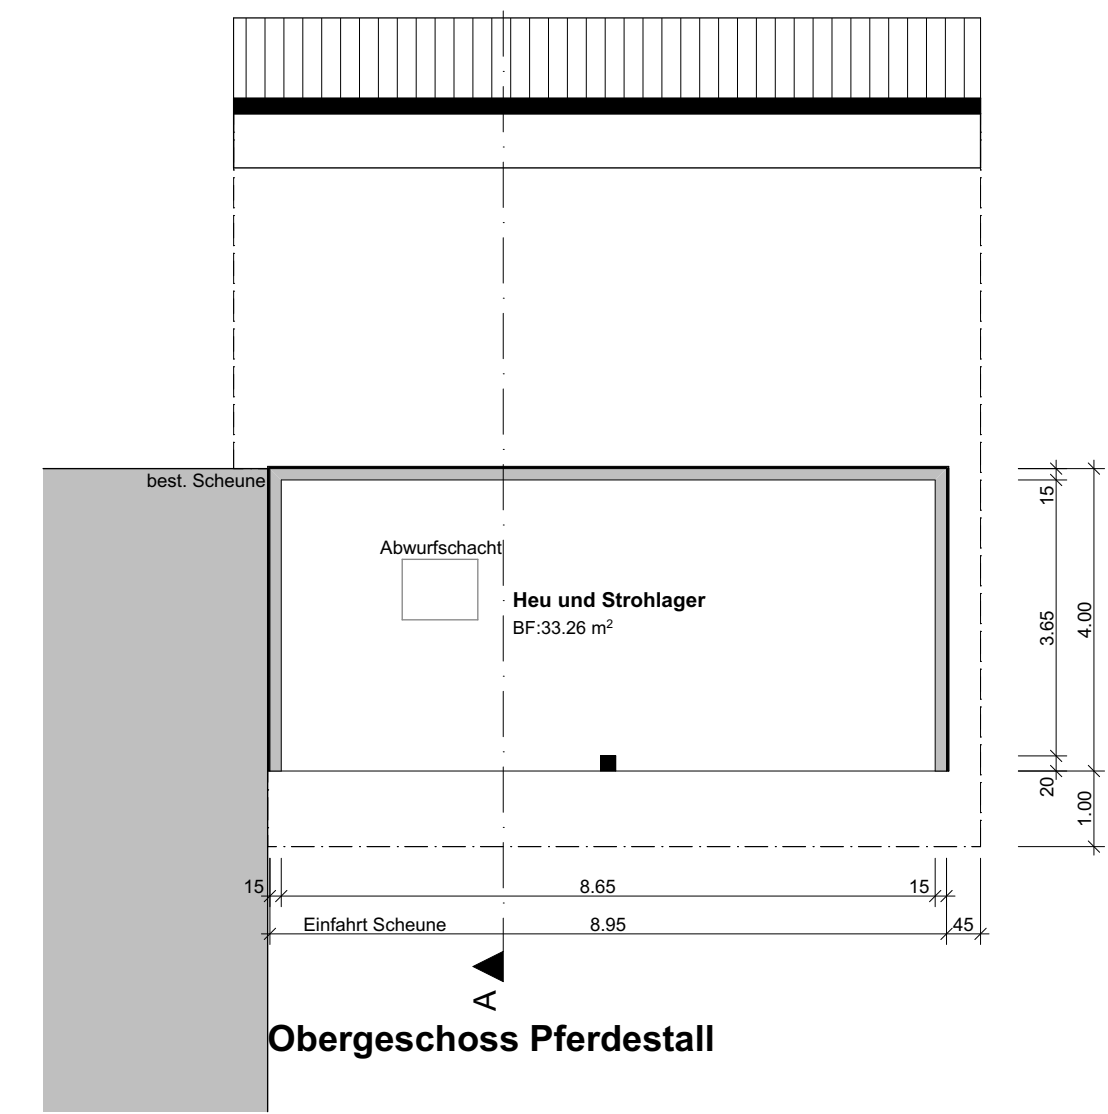 best. Scheune
Abwurfschacht
Heu und Strohlager
BF:33.26 m²
15
3.65
4.00
20
1.00
15
8.65
15
Einfahrt Scheune
8.95
45
A
Obergeschoss Pferdestall